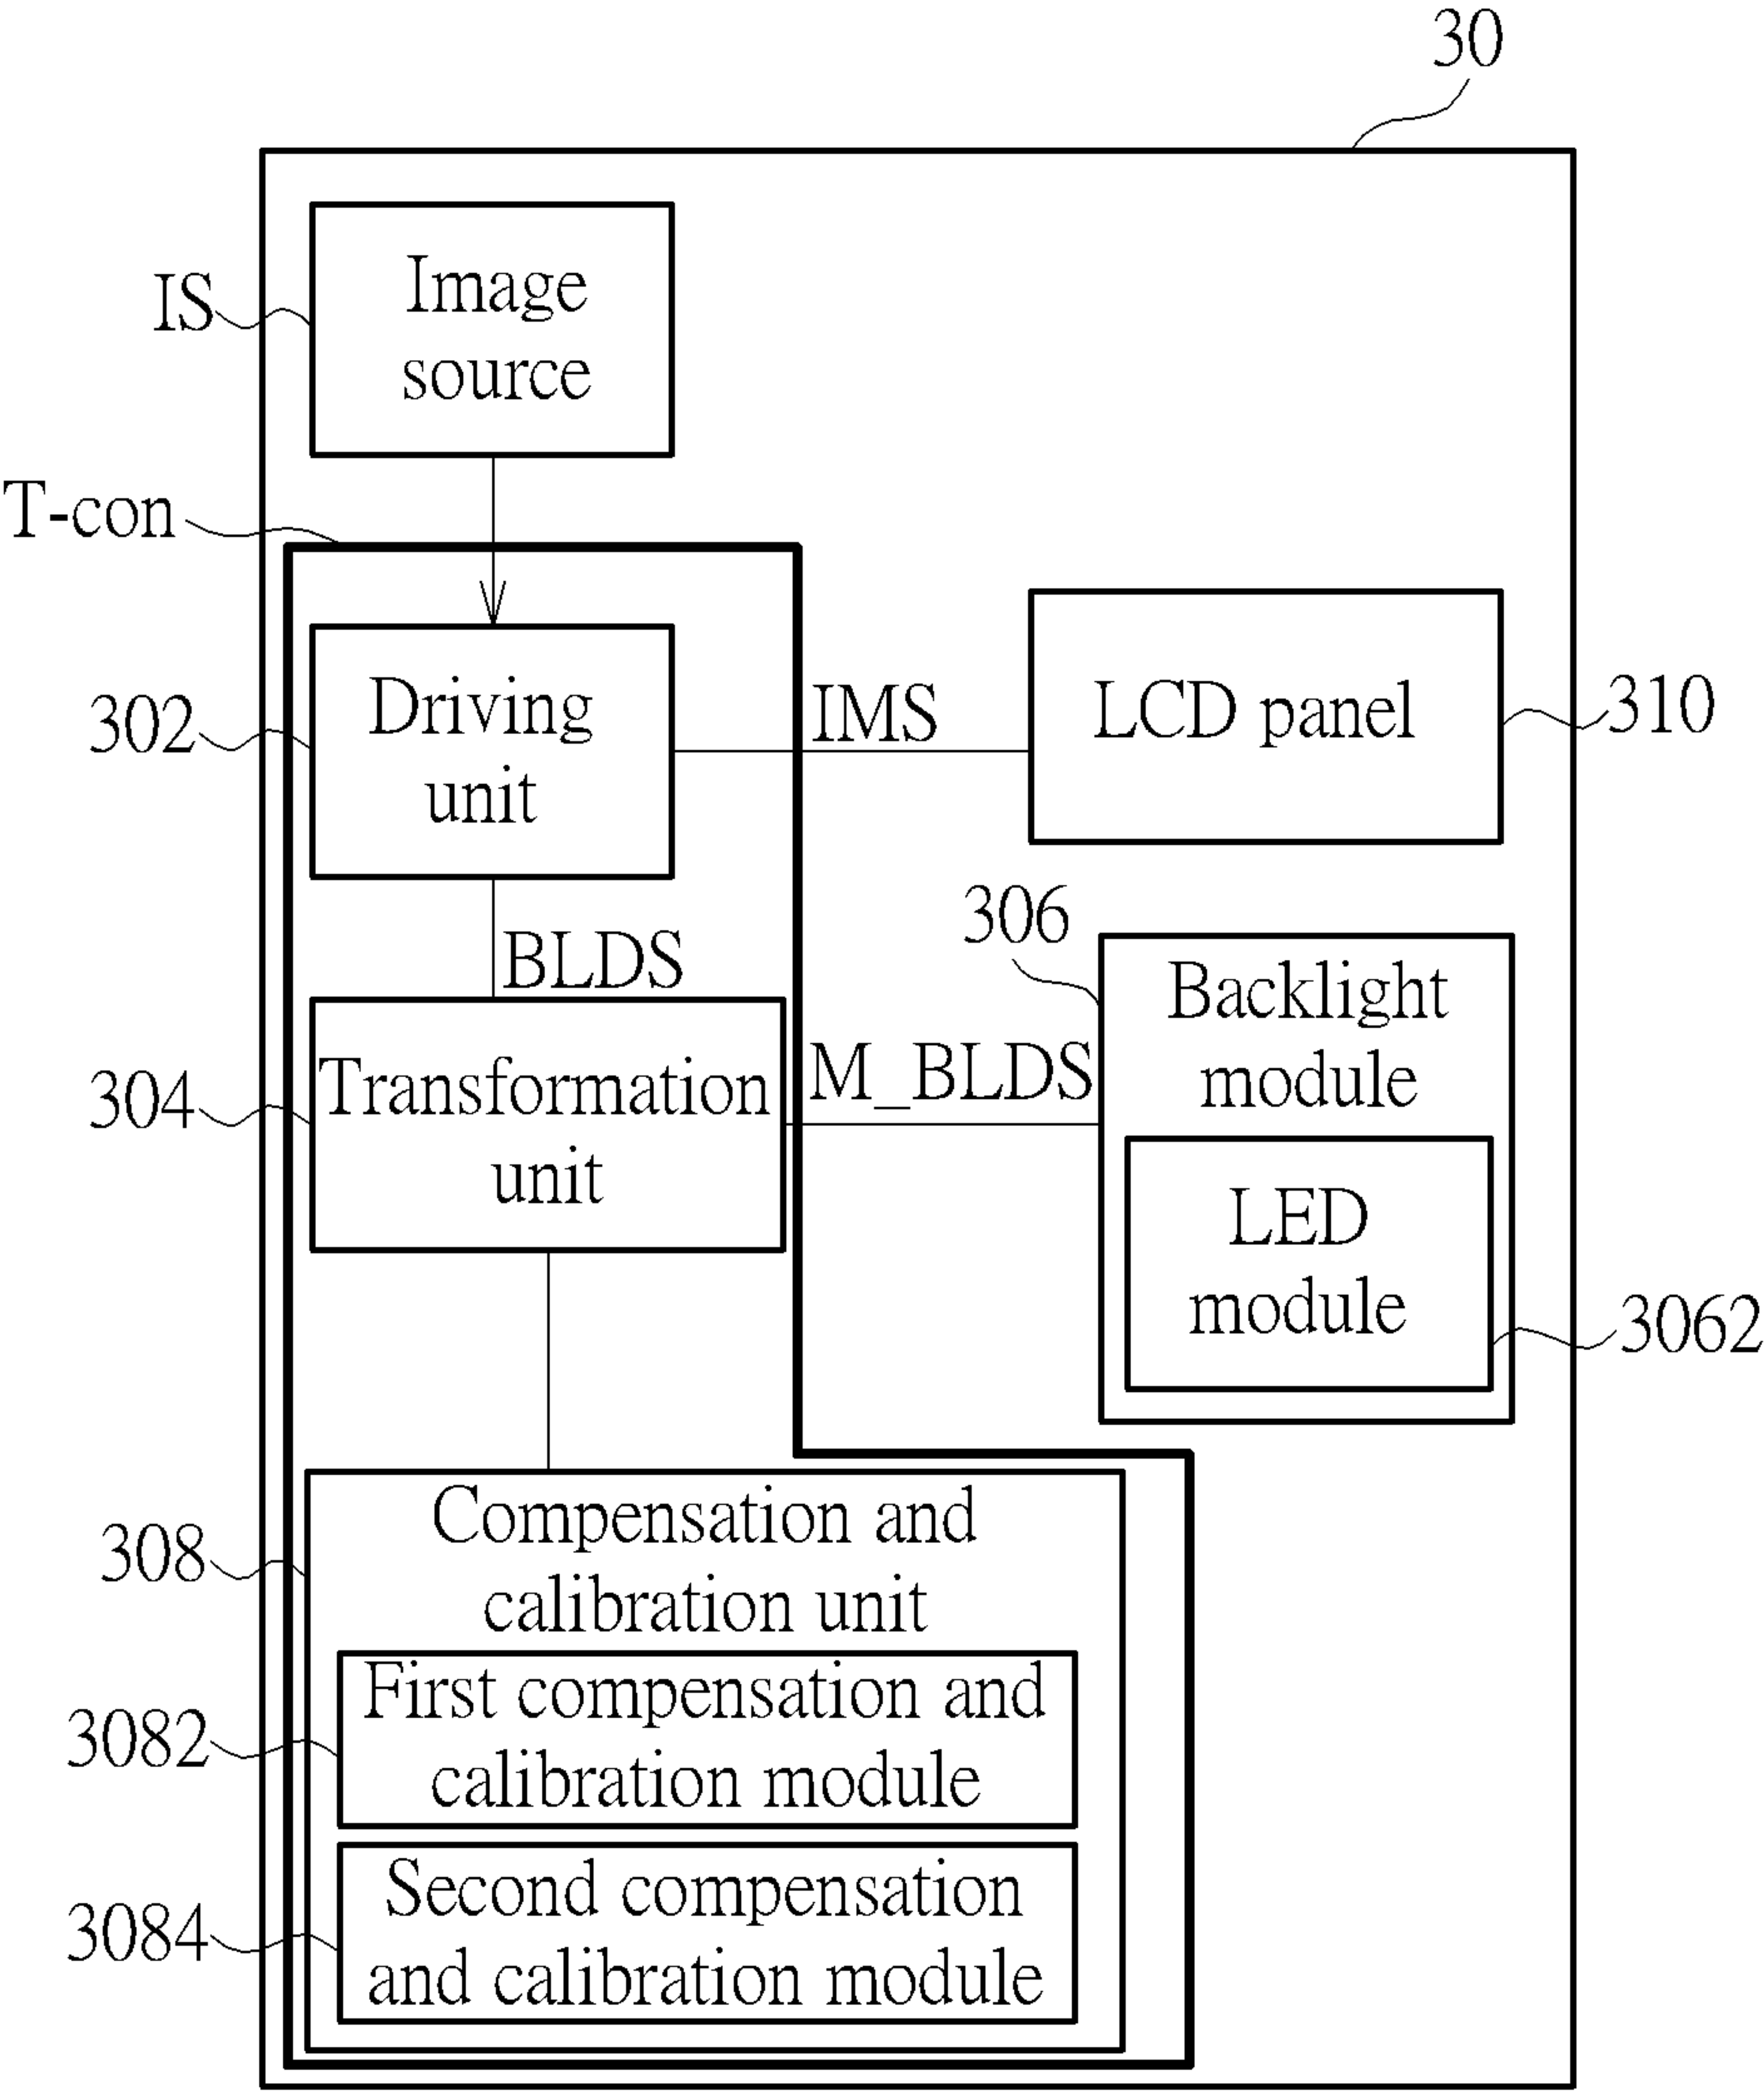 30
IS
Image
source
T-con
302
Driving
unit
IMS
LCD panel
310
BLDS
306
Backlight
module
304
Transformation
unit
M_BLDS
LED
module
3062
308
Compensation and
calibration unit
3082
First compensation and
calibration module
3084
Second compensation
and calibration module